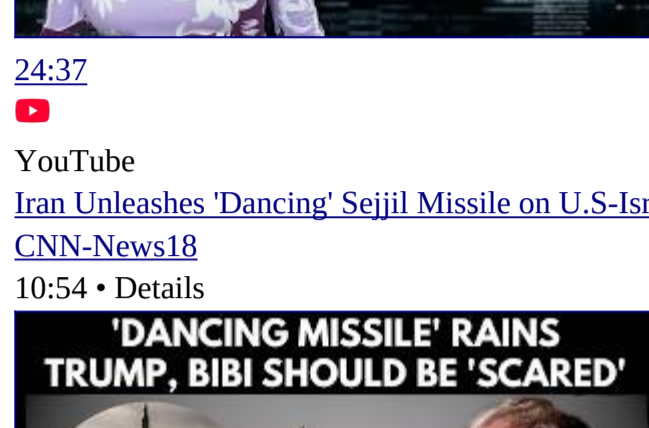 24:37
YouTube
Iran Unleashes 'Dancing' Sejjil Missile on U.S-Isr
CNN-News18
10:54 • Details
'DANCING MISSILE' RAINS
TRUMP, BIBI SHOULD BE 'SCARED'